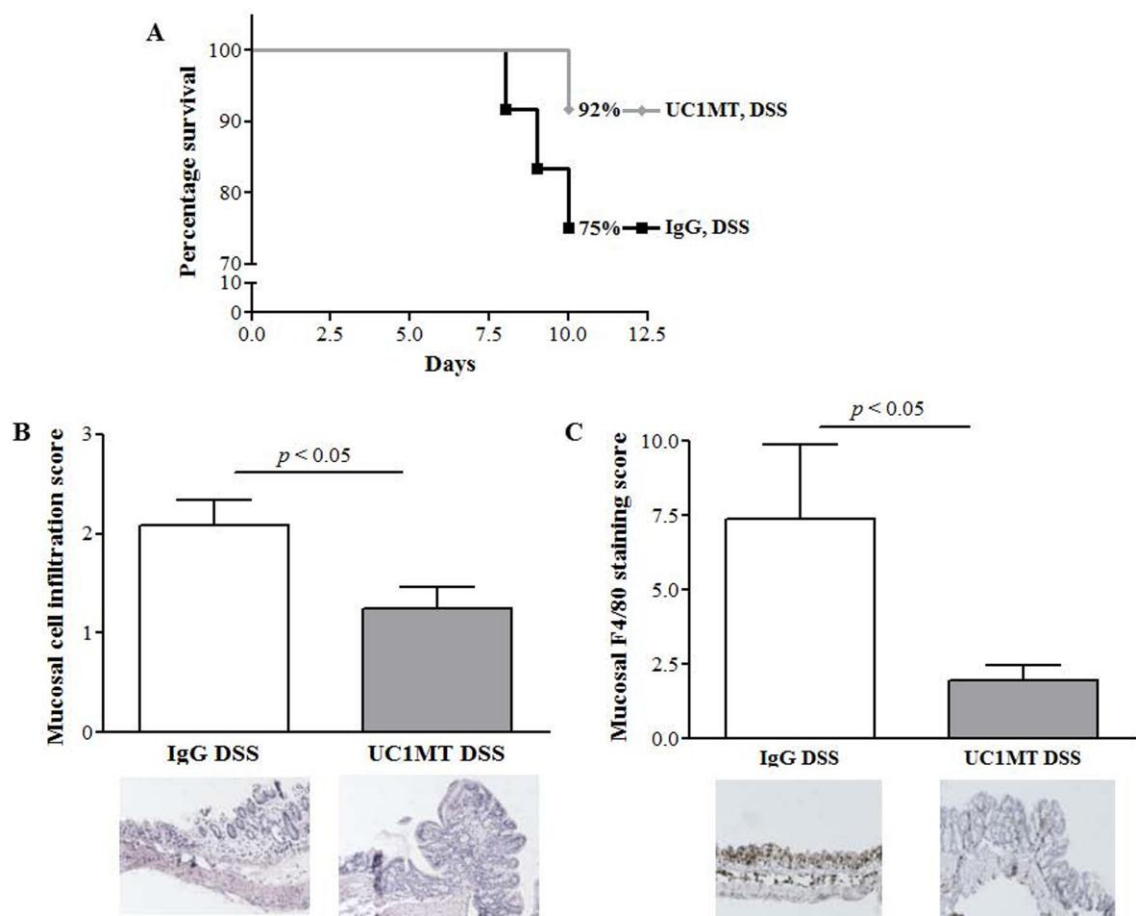 A
Percentage survival
100
90
80
70
10
0
0.0 2.5 5.0 7.5 10.0 12.5
Days
92% UC1MT, DSS
75% IgG, DSS
B
Mucosal cell infiltration score
3
2
1
0
p < 0.05
IgG DSS UC1MT DSS
C
Mucosal F4/80 staining score
10.0
7.5
5.0
2.5
0.0
p < 0.05
IgG DSS UC1MT DSS